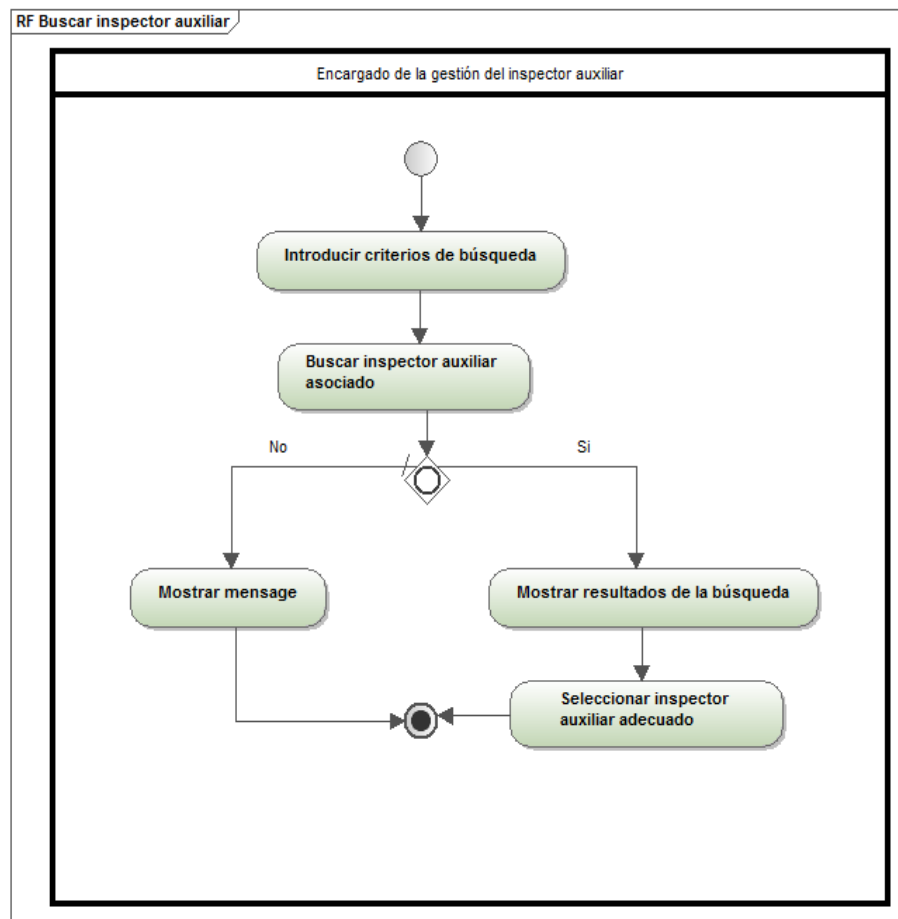 RF Buscar inspector auxiliar
Encargado de la gestión del inspector auxiliar
Introducir criterios de búsqueda
Buscar inspector auxiliar
asociado
No
Si
Mostrar mensage
Mostrar resultados de la búsqueda
Seleccionar inspector
auxiliar adecuado